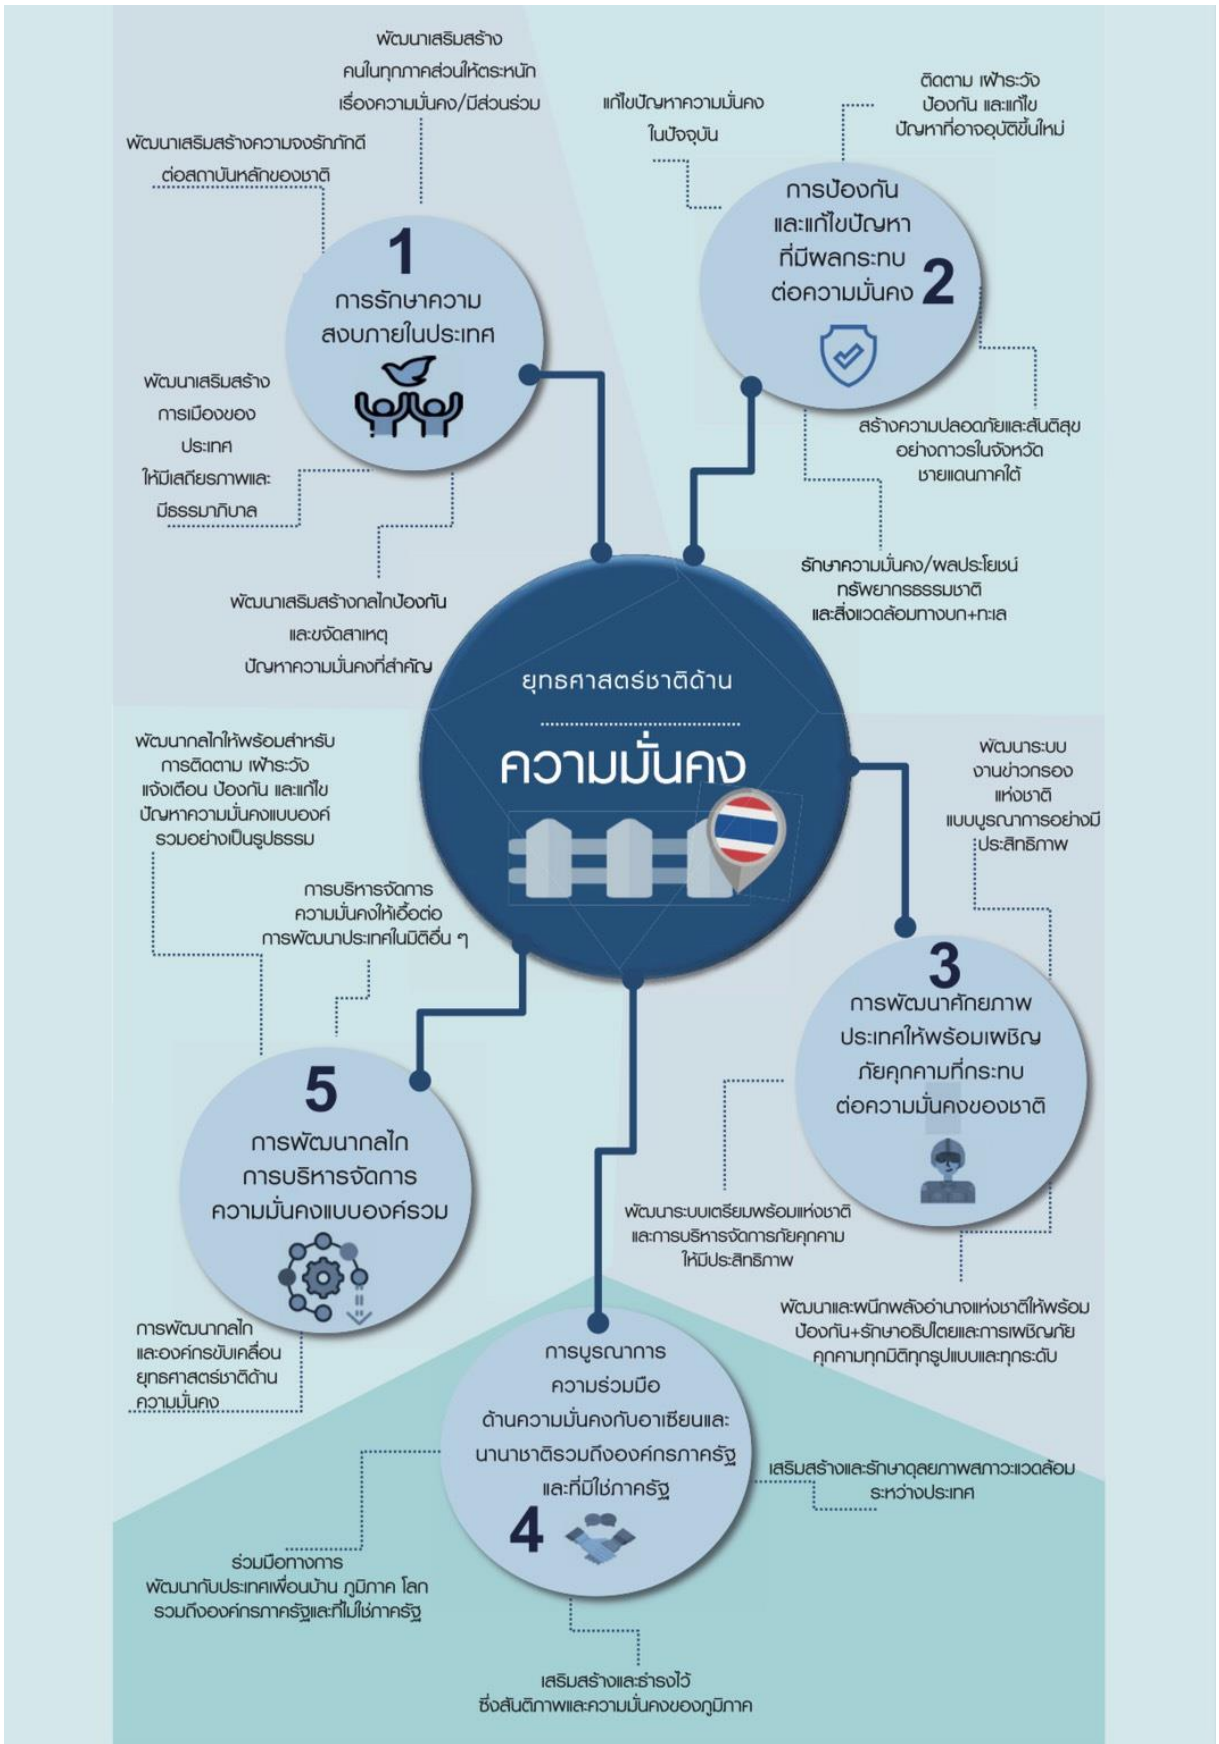 พัฒนาเสริมสร้าง
คนในทุกภาคส่วนให้ตระหนัก
เรื่องความมั่นคง/มีส่วนร่วม
พัฒนาเสริมสร้างความจงรักภักดี
ต่อสถาบันหลักของชาติ
1
การรักษาความ
สงบภายในประเทศ
พัฒนาเสริมสร้าง
การเมืองของ
ประเทศ
ให้มีเสถียรภาพและ
มีธรรมาภิบาล
พัฒนาเสริมสร้างกลไกป้องกัน
และขจัดสาเหตุ
ปัญหาความมั่นคงที่สำคัญ
แก้ไขปัญหาความมั่นคง
ในปัจจุบัน
ติดตาม เฝ้าระวัง
ป้องกัน และแก้ไข
ปัญหาที่อาจอุบัติขึ้นใหม่
การป้องกัน
และแก้ไขปัญหา
ที่มีผลกระทบ
ต่อความมั่นคง 2
สร้างความปลอดภัยและสันติสุข
อย่างถาวรในจังหวัด
ชายแดนภาคใต้
รักษาความมั่นคง/ผลประโยชน์
ทรัพยากรธรรมชาติ
และสิ่งแวดล้อมทางบก+ทะเล
ยุทธศาสตร์ชาติด้าน
ความมั่นคง
พัฒนาระบบ
งานข่าวกรอง
แห่งชาติ
แบบบูรณาการอย่างมี
ประสิทธิภาพ
3
การพัฒนาศักยภาพ
ประเทศให้พร้อมเผชิญ
ภัยคุกคามที่กระทบ
ต่อความมั่นคงของชาติ
พัฒนาระบบเตรียมพร้อมแห่งชาติ
และการบริหารจัดการภัยคุกคาม
ให้มีประสิทธิภาพ
พัฒนาและผนึกพลังอำนาจแห่งชาติให้พร้อม
ป้องกัน+รักษาอธิปไตยและการเผชิญภัย
คุกคามทุกมิติทุกรูปแบบและทุกระดับ
พัฒนากลไกให้พร้อมสำหรับ
การติดตาม เฝ้าระวัง
แจ้งเตือน ป้องกัน และแก้ไข
ปัญหาความมั่นคงแบบองค์
รวมอย่างเป็นรูปธรรม
การบริหารจัดการ
ความมั่นคงให้เอื้อต่อ
การพัฒนาประเทศในมิติอื่น ๆ
5
การพัฒนากลไก
การบริหารจัดการ
ความมั่นคงแบบองค์รวม
การพัฒนากลไก
และองค์กรขับเคลื่อน
ยุทธศาสตร์ชาติด้าน
ความมั่นคง
การบูรณาการ
ความร่วมมือ
ด้านความมั่นคงกับอาเซียนและ
นานาชาติรวมถึงองค์กรภาครัฐ
และที่มิใช่ภาครัฐ
4
เสริมสร้างและรักษาดุลยภาพสภาวะแวดล้อม
ระหว่างประเทศ
ร่วมมือทางการ
พัฒนากับประเทศเพื่อนบ้าน ภูมิภาค โลก
รวมถึงองค์กรภาครัฐและที่ไม่ใช่ภาครัฐ
เสริมสร้างและธำรงไว้
ซึ่งสันติภาพและความมั่นคงของภูมิภาค